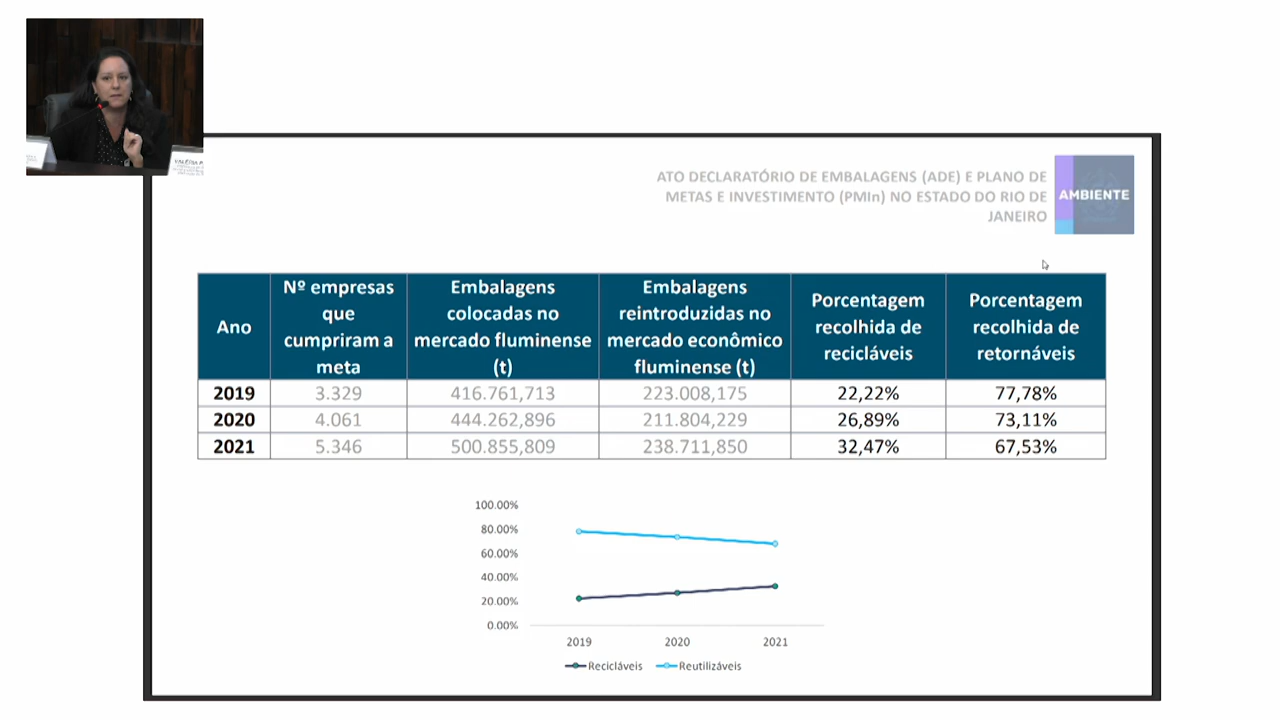 VALÉRIA P
ATO DECLARATÓRIO DE EMBALAGENS (ADE) E PLANO DE
METAS E INVESTIMENTO (PMIn) NO ESTADO DO RIO DE
JANEIRO
AMBIENTE
Ano
Nº empresas
que
cumpriram a
meta
Embalagens
colocadas no
mercado fluminense
(t)
Embalagens
reintroduzidas no
mercado econômico
fluminense (t)
Porcentagem
recolhida de
recicláveis
Porcentagem
recolhida de
retornáveis
2019 3.329 416.761,713 223.008,175 22,22% 77,78%
2020 4.061 444.262,896 211.804,229 26,89% 73,11%
2021 5.346 500.855,809 238.711,850 32,47% 67,53%
100.00%
80.00%
60.00%
40.00%
20.00%
0.00%
2019 2020 2021
Recicláveis Reutilizáveis